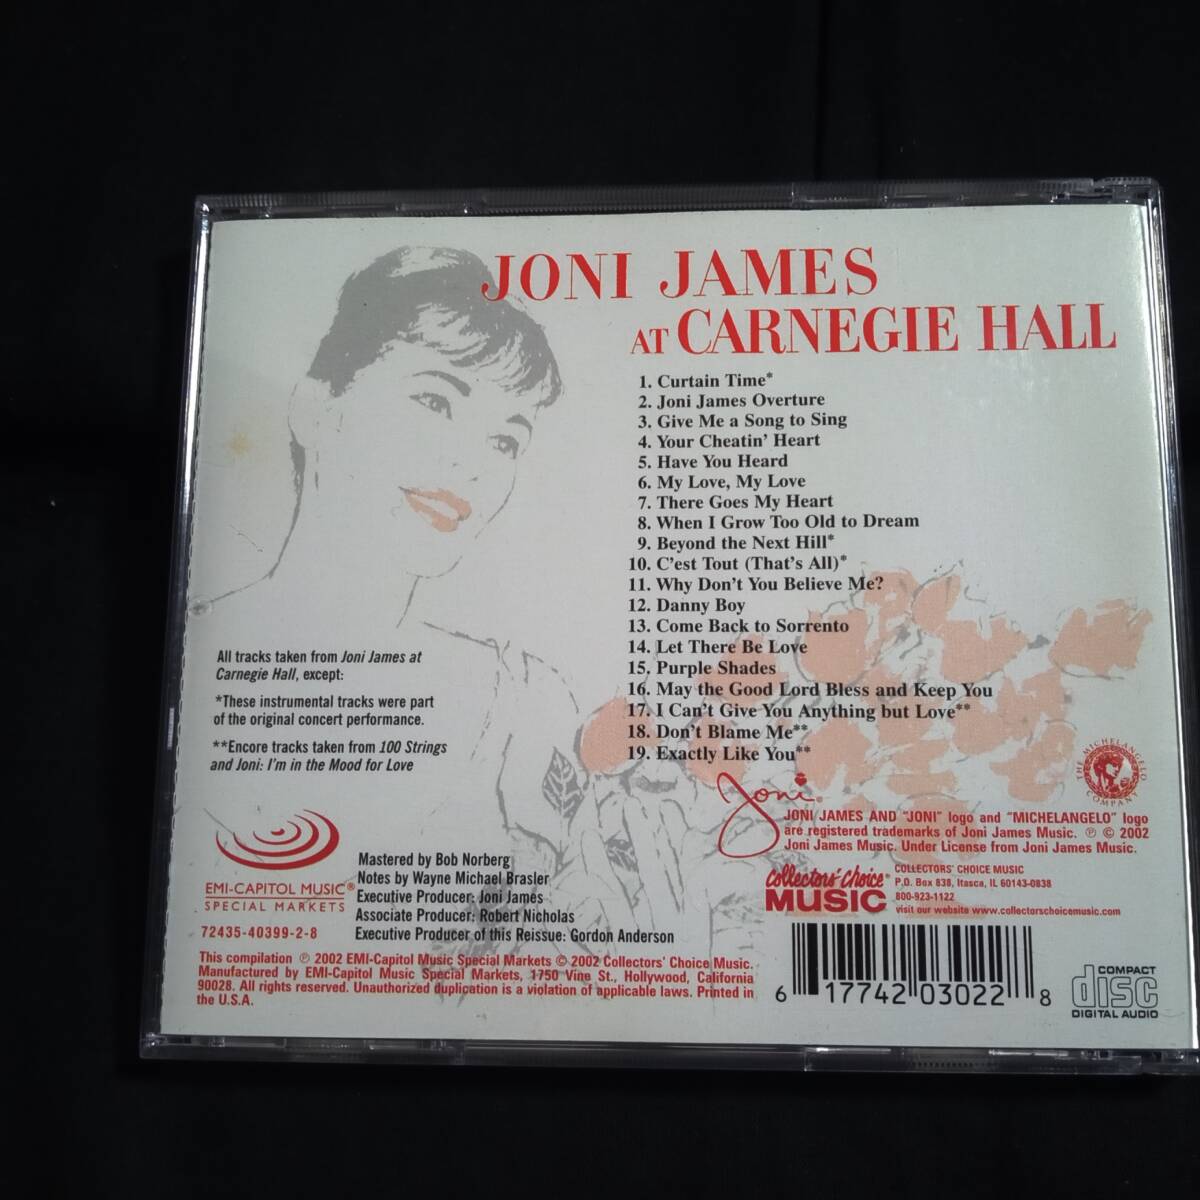 JONI JAMES
AT CARNEGIE HALL
1. Curtain Time*
2. Joni James Overture
3. Give Me a Song to Sing
4. Your Cheatin' Heart
5. Have You Heard
6. My Love, My Love
7. There Goes My Heart
8. When I Grow Too Old to Dream
9. Beyond the Next Hill*
10. C'est Tout (That's All)*
11. Why Don't You Believe Me?
12. Danny Boy
13. Come Back to Sorrento
14. Let There Be Love
15. Purple Shades
16. May the Good Lord Bless and Keep You
17. I Can't Give You Anything but Love**
18. Don't Blame Me**
19. Exactly Like You**
All tracks taken from Joni James at
Carnegie Hall, except:
*These instrumental tracks were part
of the original concert performance.
**Encore tracks taken from 100 Strings
and Joni: I'm in the Mood for Love
Joni®
THE MICHELANGELO COMPANY
JONI JAMES AND "JONI" logo and "MICHELANGELO" logo
are registered trademarks of Joni James Music. ℗ © 2002
Joni James Music. Under License from Joni James Music.
EMI-CAPITOL MUSIC®
SPECIAL MARKETS
72435-40399-2-8
Mastered by Bob Norberg
Notes by Wayne Michael Brasler
Executive Producer: Joni James
Associate Producer: Robert Nicholas
Executive Producer of this Reissue: Gordon Anderson
Collectors' Choice®
MUSIC
COLLECTORS' CHOICE MUSIC
P.O. Box 838, Itasca, IL 60143-0838
800-923-1122
visit our website www.collectorschoicemusic.com
This compilation ℗ 2002 EMI-Capitol Music Special Markets © 2002 Collectors' Choice Music.
Manufactured by EMI-Capitol Music Special Markets, 1750 Vine St., Hollywood, California
90028. All rights reserved. Unauthorized duplication is a violation of applicable laws. Printed in
the U.S.A.
6 17742 03022 8
COMPACT
disc
DIGITAL AUDIO